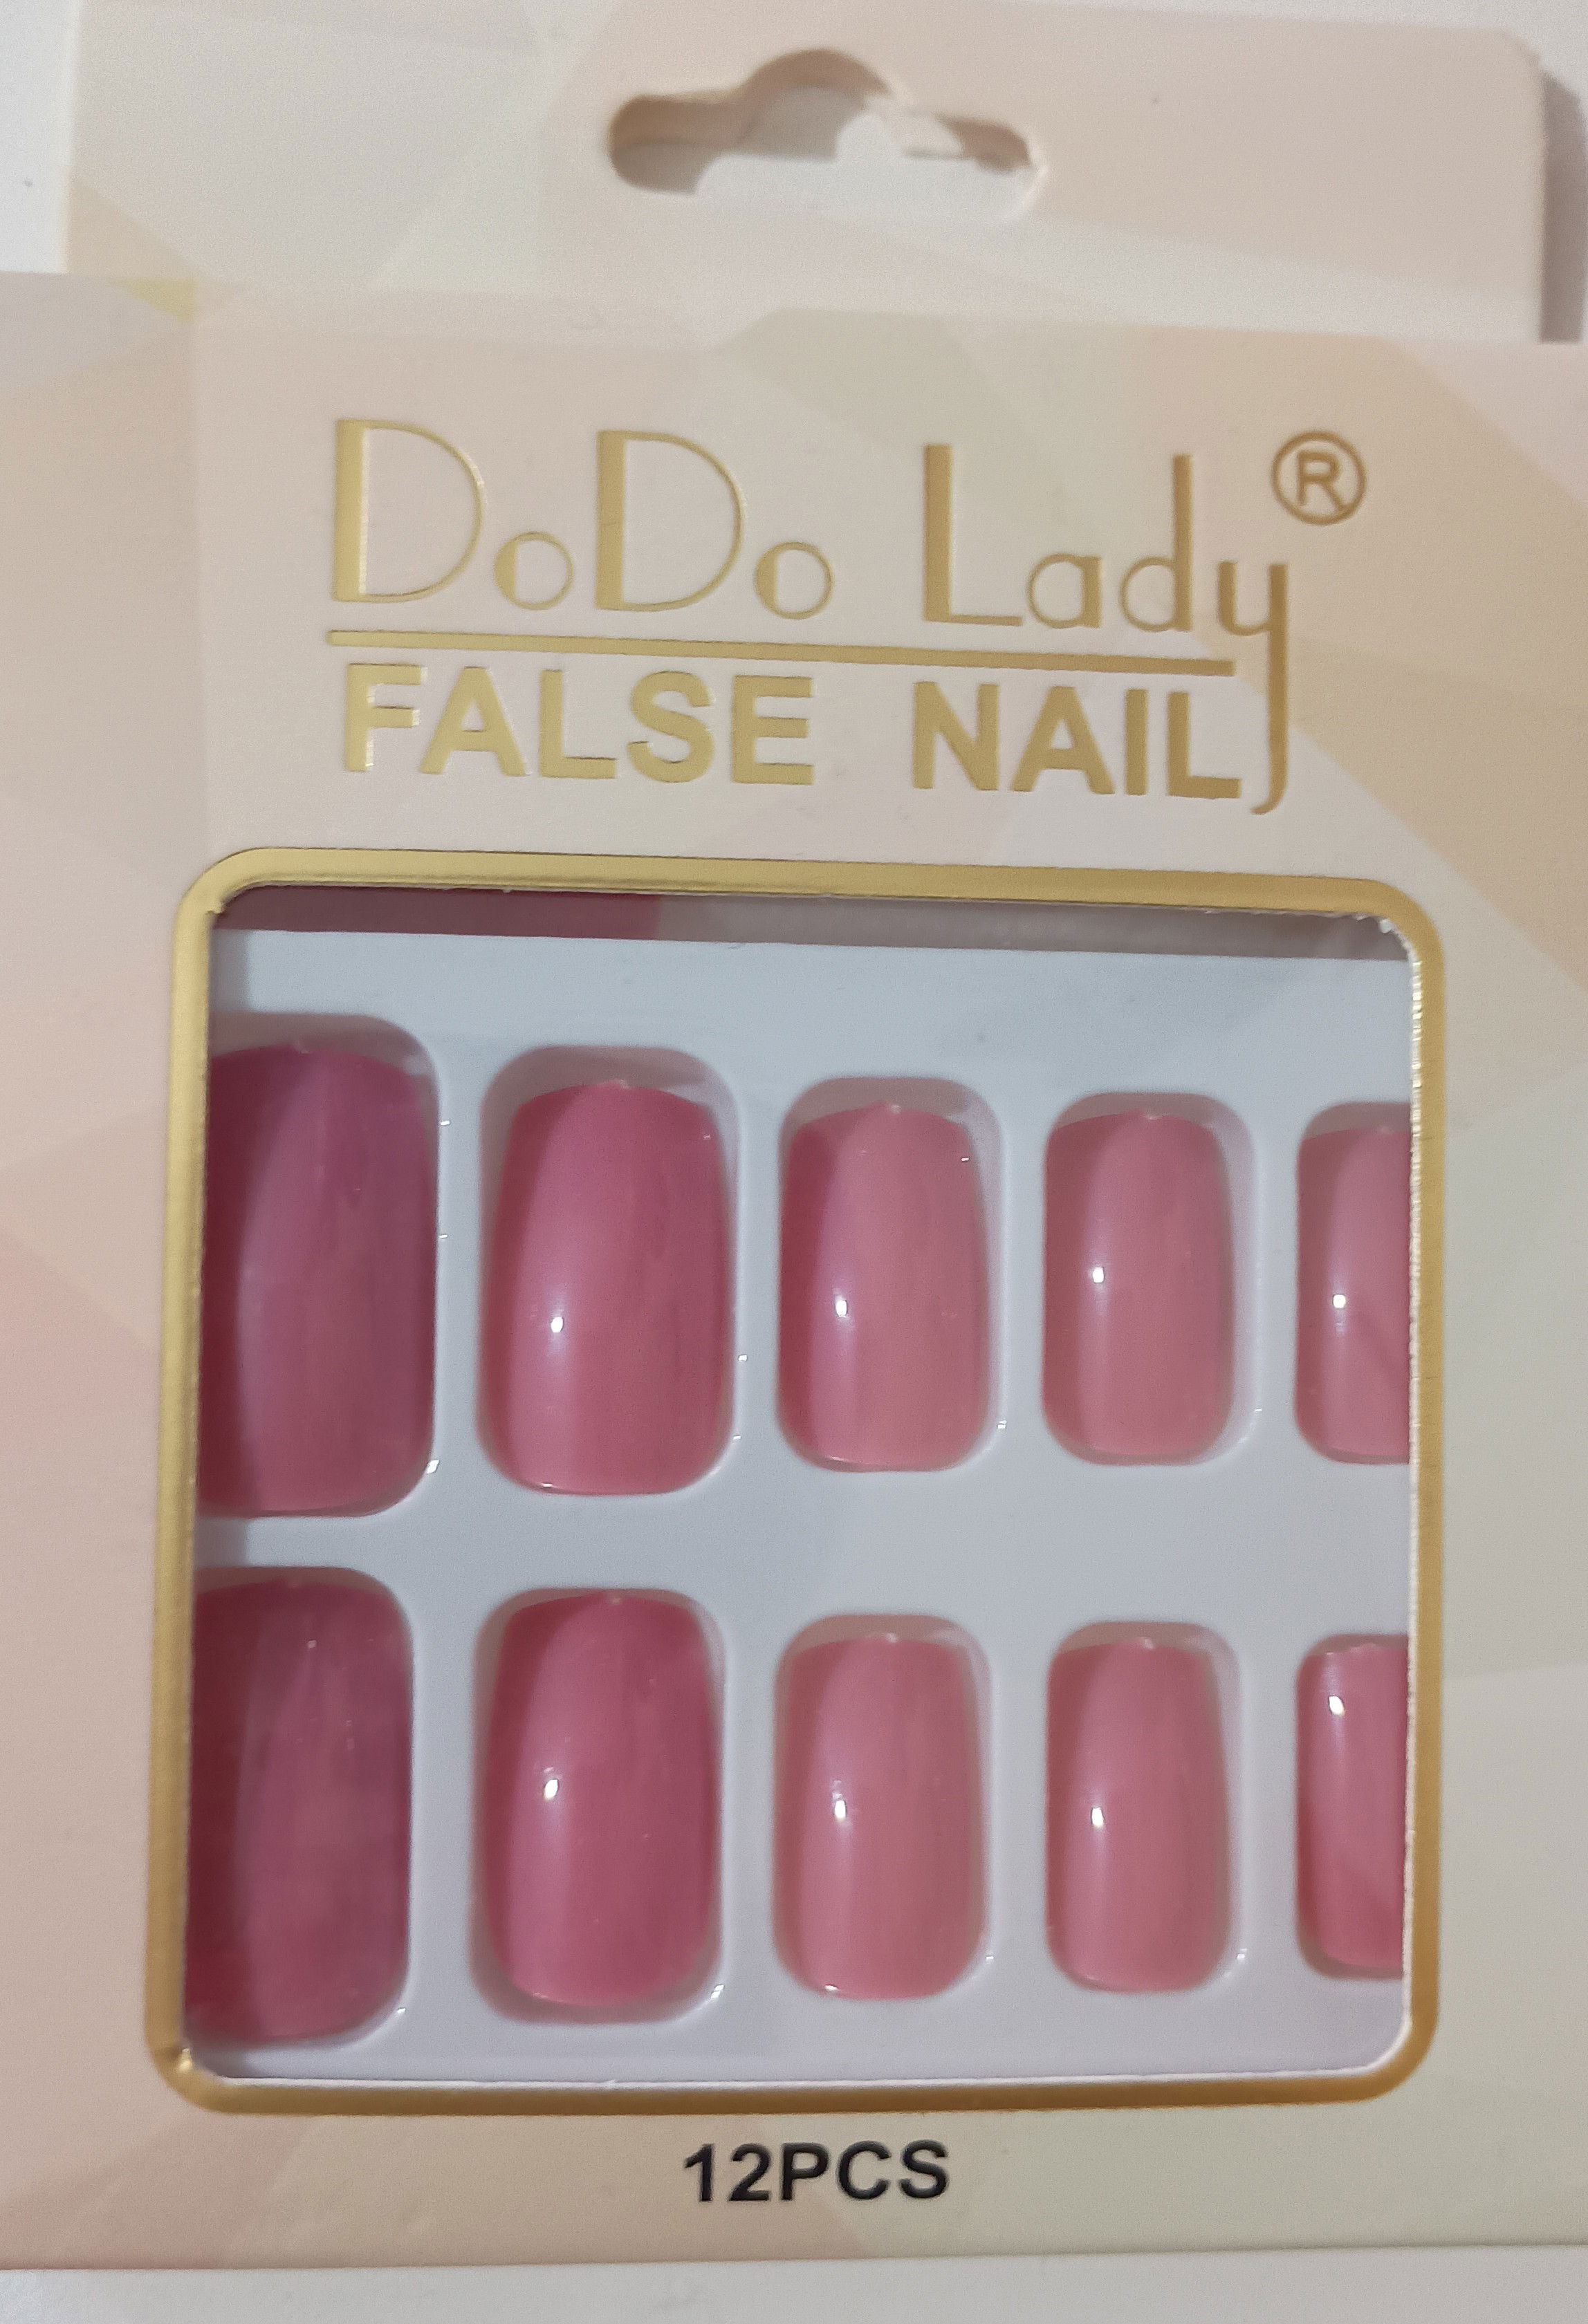 DoDo Lady®
FALSE NAIL
12PCS